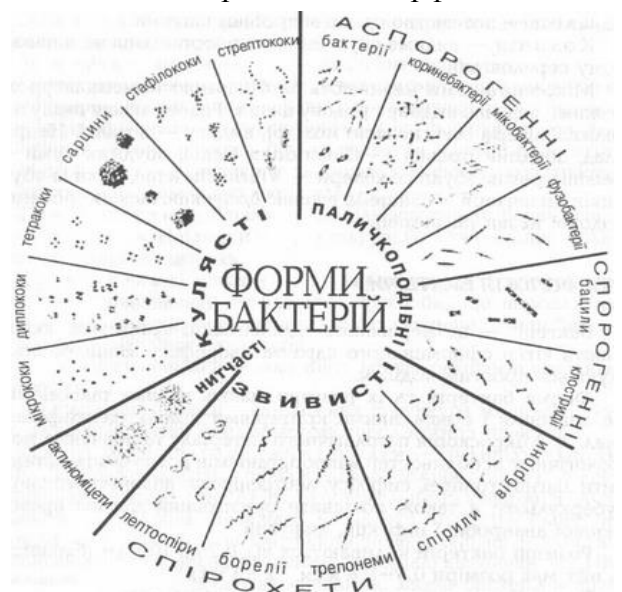 ФОРМИ
БАКТЕРІЙ
КУЛЯСТІ
мікрококи
диплококи
тетракоки
сарцини
стафілококи
стрептококи
ПАЛИЧКОПОДІБНІ
АСПОРОГЕННІ
бактерії
коринебактерії
мікобактерії
фузобактерії
СПОРОГЕННІ
бацили
клостридії
ЗВИВИСТІ
вібріони
спірили
СПІРОХЕТИ
трепонеми
борелії
лептоспіри
НИТЧАСТІ
актиноміцети